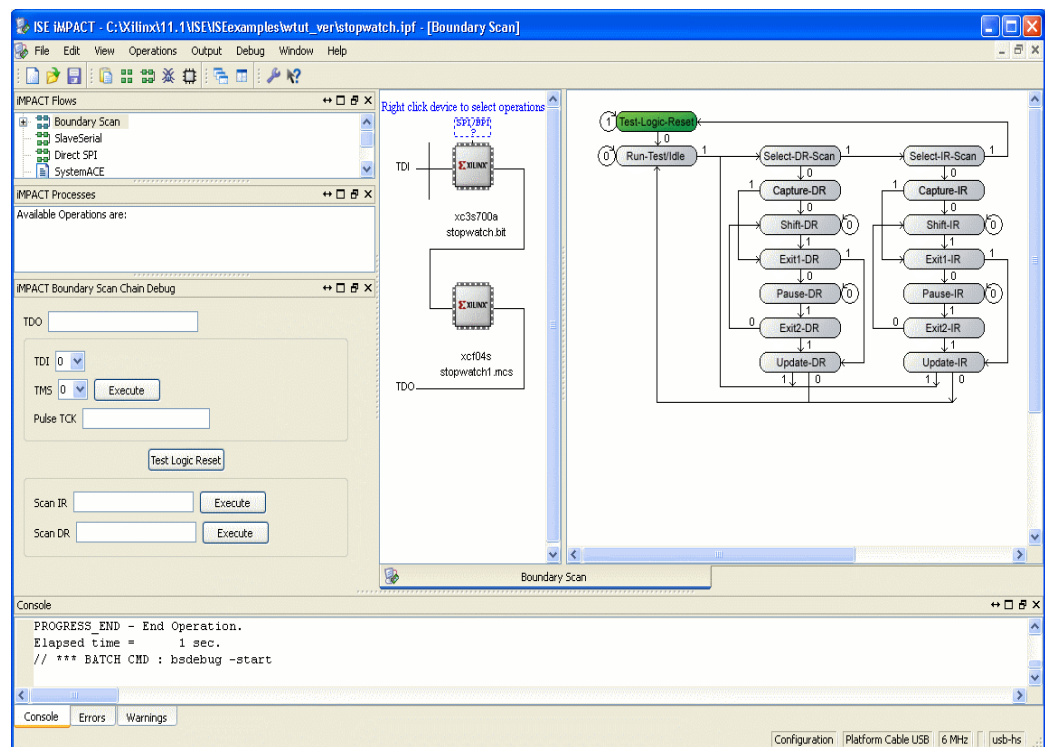 ISE iMPACT - C:\Xilinx\11.1\ISE\ISEexamples\wtut_ver\stopwatch.ipf - [Boundary Scan]
File Edit View Operations Output Debug Window Help
iMPACT Flows
Boundary Scan
SlaveSerial
Direct SPI
SystemACE
iMPACT Processes
Available Operations are:
iMPACT Boundary Scan Chain Debug
TDO
TDI 0
TMS 0 Execute
Pulse TCK
Test Logic Reset
Scan IR Execute
Scan DR Execute
Right click device to select operations
SPI/BPI
?
TDI
XILINX
xc3s700a
stopwatch.bit
XILINX
xcf04s
stopwatch1.mcs
TDO
Boundary Scan
1 Test-Logic-Reset
0
0 Run-Test/Idle 1 Select-DR-Scan 1 Select-IR-Scan 1
0 0
1 Capture-DR 1 Capture-IR
0 0
Shift-DR 0 Shift-IR 0
1 1
Exit1-DR 1 Exit1-IR 1
0 0
Pause-DR 0 Pause-IR 0
1 1
0 Exit2-DR 0 Exit2-IR
1 1
Update-DR Update-IR
1 0 1 0
Console
PROGRESS_END - End Operation.
Elapsed time = 1 sec.
// *** BATCH CMD : bsdebug -start
Console Errors Warnings
Configuration Platform Cable USB 6 MHz usb-hs